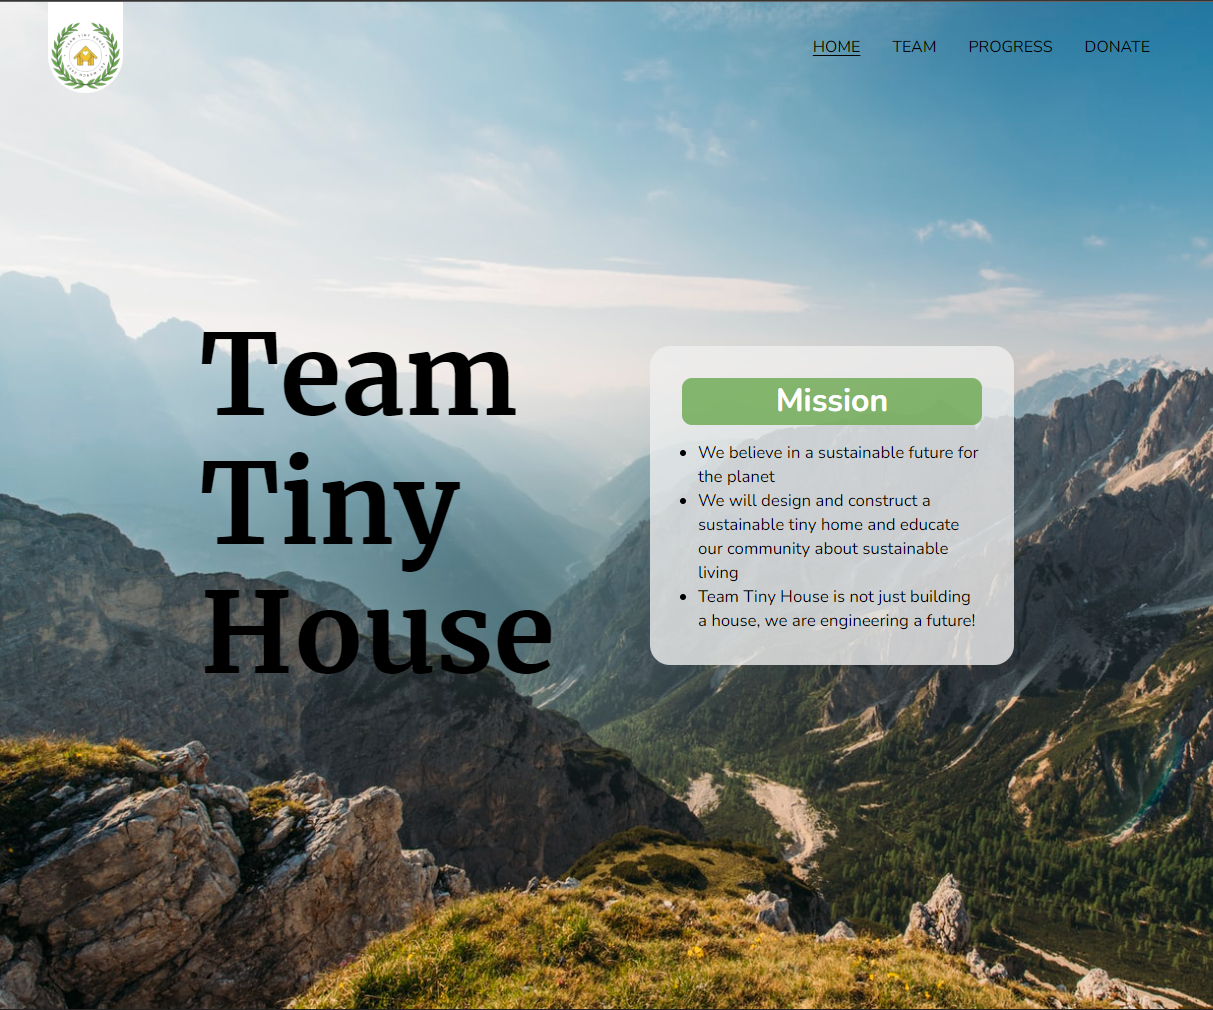 HOME TEAM PROGRESS DONATE
Team
Tiny
House
Mission
We believe in a sustainable future for
the planet
We will design and construct a
sustainable tiny home and educate
our community about sustainable
living
Team Tiny House is not just building
a house, we are engineering a future!